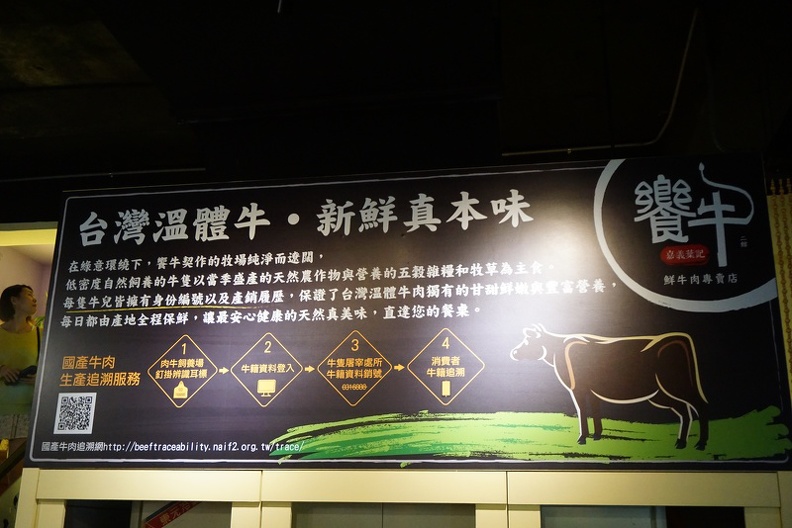 台灣溫體牛・新鮮真本味
在綠意環繞下，饗牛契作的牧場純淨而遼闊，
低密度自然飼養的牛隻以當季盛產的天然農作物與營養的五穀雜糧和牧草為主食。
每隻牛兒皆擁有身份編號以及產銷履歷，保證了台灣溫體牛肉獨有的甘甜鮮嫩與豐富營養，
每日都由產地全程保鮮，讓最安心健康的天然真美味，直達您的餐桌。
國產牛肉
生產追溯服務
1
肉牛飼養場
釘掛辨識耳標
2
牛籍資料登入
3
牛隻屠宰處所
牛籍資料銷號
4
消費者
牛籍追溯
國產牛肉追溯網http://beeftraceability.naif2.org.tw/trace/
饗牛
嘉義葉記
鮮牛肉專賣店